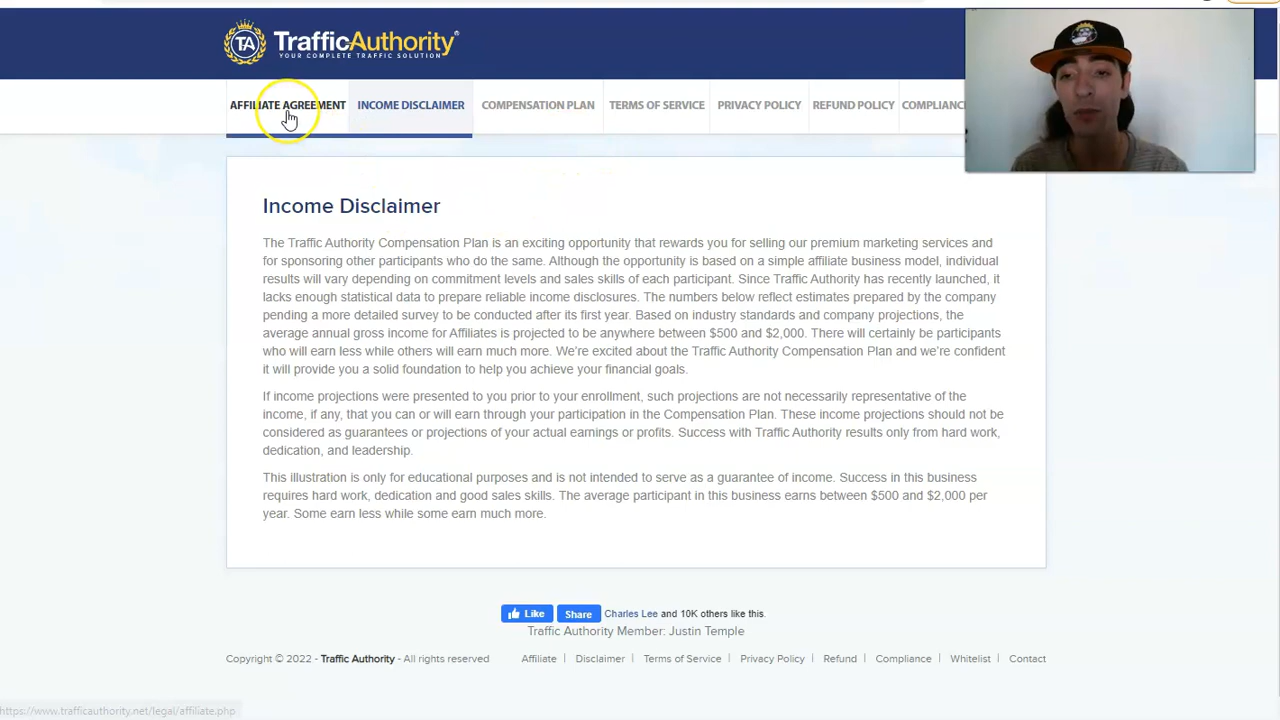 TA TrafficAuthority
YOUR COMPLETE TRAFFIC SOLUTION
AFFILIATE AGREEMENT
INCOME DISCLAIMER
COMPENSATION PLAN
TERMS OF SERVICE
PRIVACY POLICY
REFUND POLICY
COMPLIANC
Income Disclaimer
The Traffic Authority Compensation Plan is an exciting opportunity that rewards you for selling our premium marketing services and
for sponsoring other participants who do the same. Although the opportunity is based on a simple affiliate business model, individual
results will vary depending on commitment levels and sales skills of each participant. Since Traffic Authority has recently launched, it
lacks enough statistical data to prepare reliable income disclosures. The numbers below reflect estimates prepared by the company
pending a more detailed survey to be conducted after its first year. Based on industry standards and company projections, the
average annual gross income for Affiliates is projected to be anywhere between $500 and $2,000. There will certainly be participants
who will earn less while others will earn much more. We're excited about the Traffic Authority Compensation Plan and we're confident
it will provide you a solid foundation to help you achieve your financial goals.
If income projections were presented to you prior to your enrollment, such projections are not necessarily representative of the
income, if any, that you can or will earn through your participation in the Compensation Plan. These income projections should not be
considered as guarantees or projections of your actual earnings or profits. Success with Traffic Authority results only from hard work,
dedication, and leadership.
This illustration is only for educational purposes and is not intended to serve as a guarantee of income. Success in this business
requires hard work, dedication and good sales skills. The average participant in this business earns between $500 and $2,000 per
year. Some earn less while some earn much more.
Like Share Charles Lee and 10K others like this.
Traffic Authority Member: Justin Temple
Copyright © 2022 - Traffic Authority - All rights reserved
Affiliate | Disclaimer | Terms of Service | Privacy Policy | Refund | Compliance | Whitelist | Contact
https://www.trafficauthority.net/legal/affiliate.php